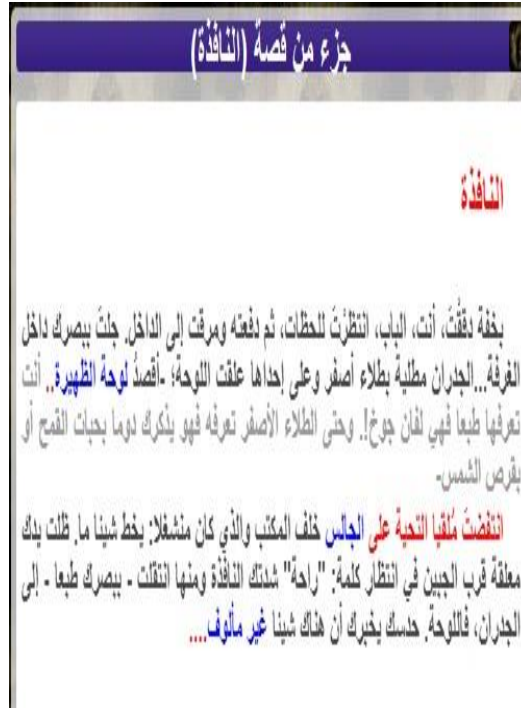 جزء من قصة (النافذة)
النافذة
بخفة دققْتَ، أنت، الباب، انتظرْتَ للحظات، ثم دفعته ومرقت إلى الداخل. جلتَ ببصرك داخل
الغرفة...الجدران مطلية بطلاء أصفر وعلى إحداها علقت اللوحة؛ -أقصدُ لوحة الظهيرة.. أنت
تعرفها طبعا فهي لفان جوخ!. وحتى الطلاء الأصفر تعرفه فهو يذكرك دوما بحبات القمح أو
بقرص الشمس-
انتفضتَ مُلقيا التحية على الجالس خلف المكتب والذي كان منشغلا: يخط شيئا ما. ظلت يدك
معلقة قرب الجبين في انتظار كلمة: "راحة" شدتك النافذة ومنها انتقلت - ببصرك طبعا - إلى
الجدران، فاللوحة. حدسك يخبرك أن هناك شيئا غير مألوف....